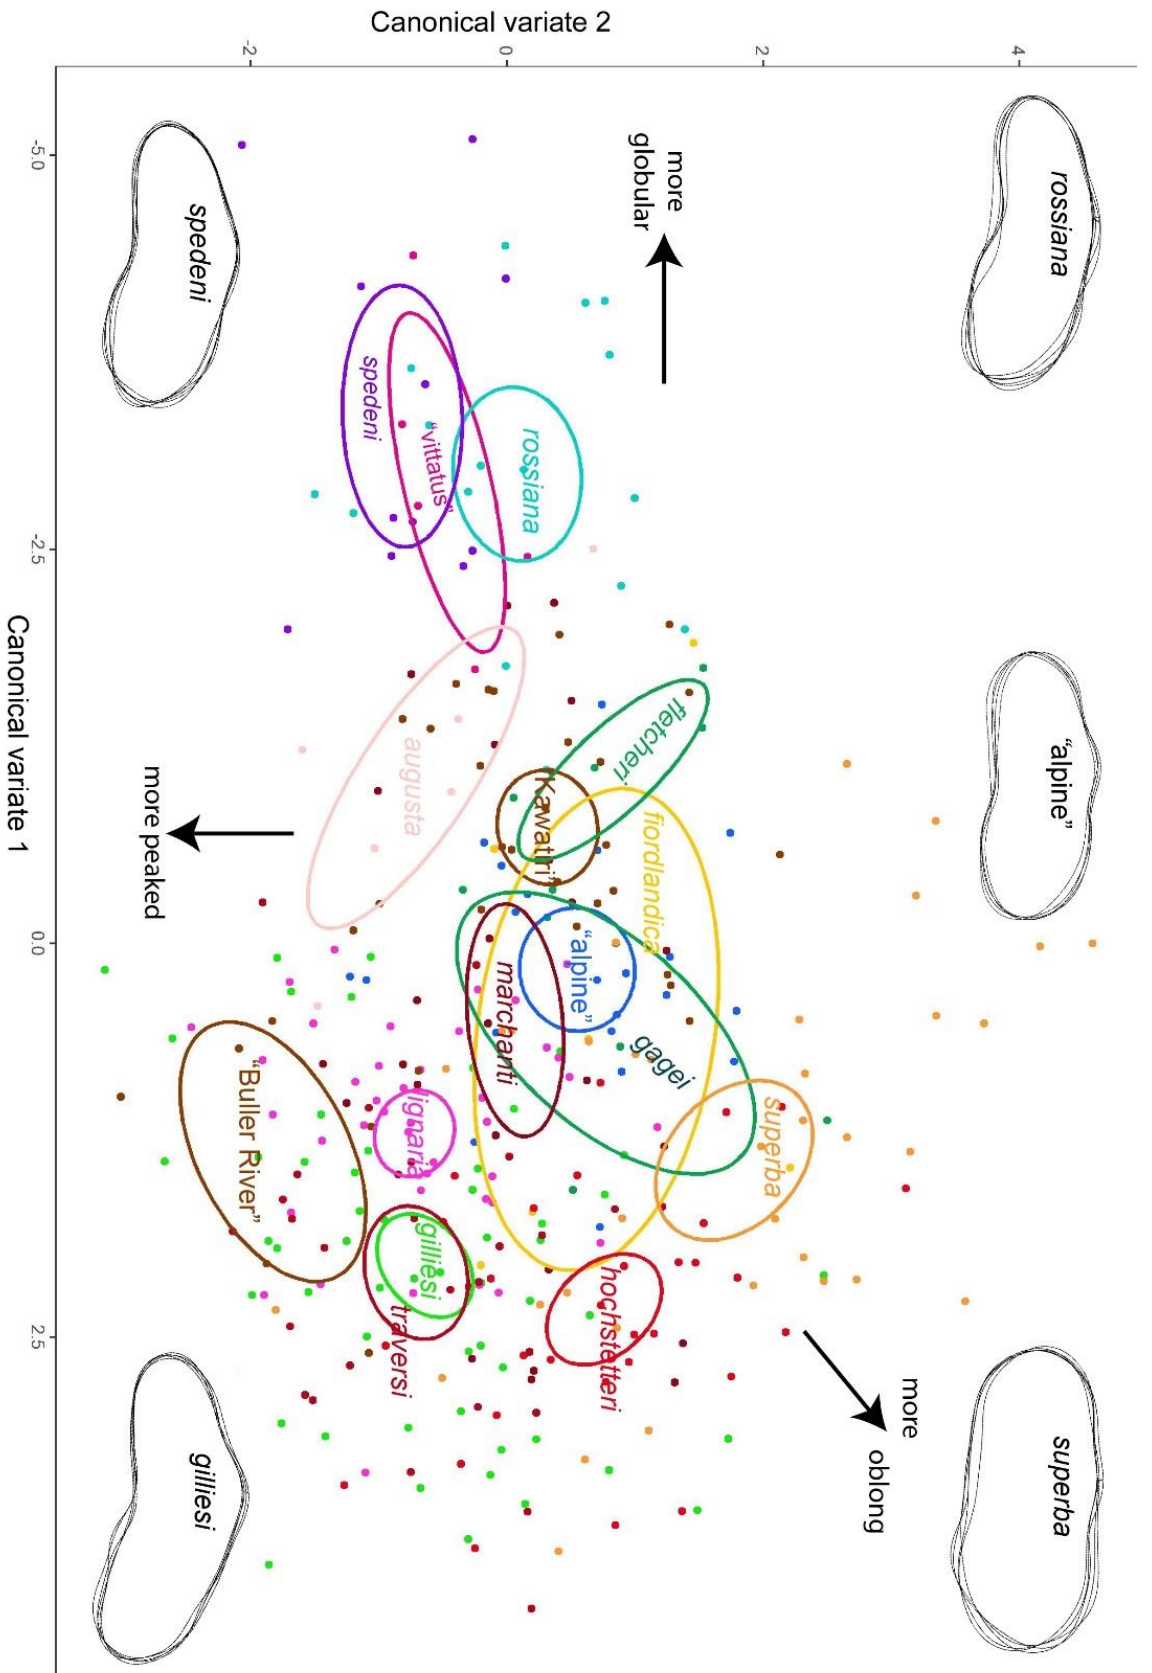 Canonical variate 2
-2
0
2
4
rossiana
"alpine"
superba
more
globular
more
oblong
more peaked
spedeni
"vittatus"
rossiana
augusta
fletcheri
"Kawatiri"
fiordlandica
"alpine"
marchanti
gagei
superba
lignaria
"Buller River"
gilliesi
traversi
hochstetteri
spedeni
gilliesi
-5.0
-2.5
0.0
2.5
Canonical variate 1